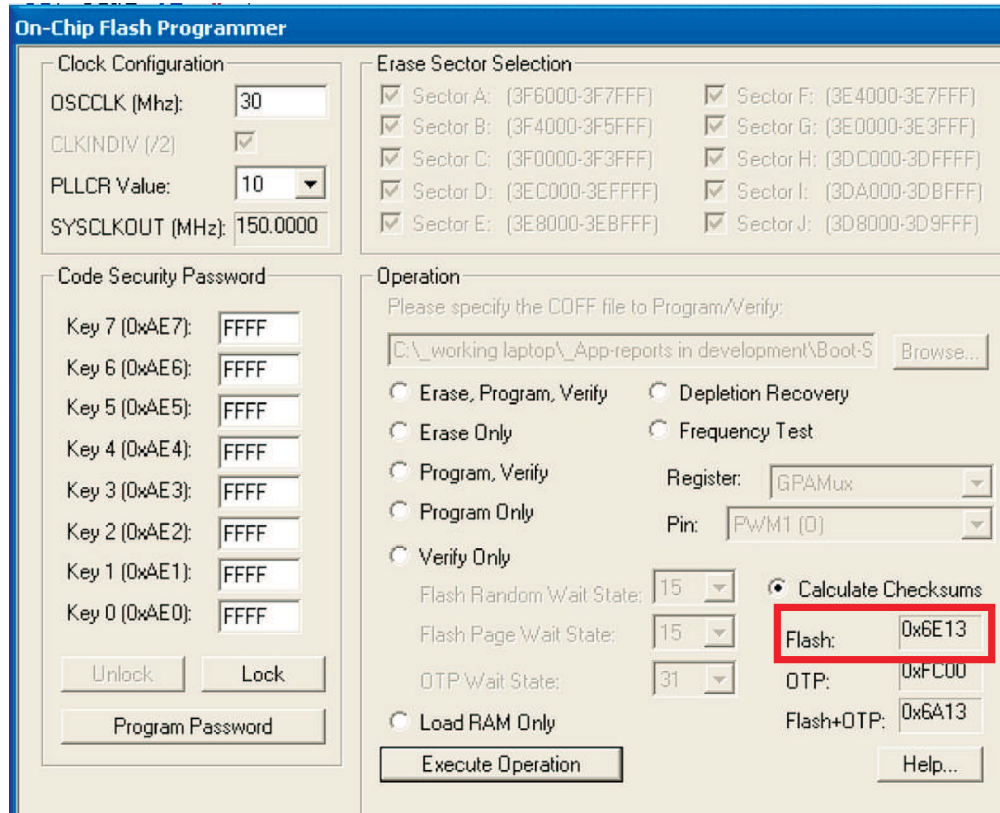 On-Chip Flash Programmer
Clock Configuration
OSCCLK (Mhz): 30
CLKINDIV (/2)
PLLCR Value: 10
SYSCLKOUT (MHz): 150.0000
Erase Sector Selection
Sector A: (3F6000-3F7FFF) Sector F: (3E4000-3E7FFF)
Sector B: (3F4000-3F5FFF) Sector G: (3E0000-3E3FFF)
Sector C: (3F0000-3F3FFF) Sector H: (3DC000-3DFFFF)
Sector D: (3EC000-3EFFFF) Sector I: (3DA000-3DBFFF)
Sector E: (3E8000-3EBFFF) Sector J: (3D8000-3D9FFF)
Code Security Password
Key 7 (0xAE7): FFFF
Key 6 (0xAE6): FFFF
Key 5 (0xAE5): FFFF
Key 4 (0xAE4): FFFF
Key 3 (0xAE3): FFFF
Key 2 (0xAE2): FFFF
Key 1 (0xAE1): FFFF
Key 0 (0xAE0): FFFF
Unlock Lock
Program Password
Operation
Please specify the COFF file to Program/Verify:
C:\_working laptop\_App-reports in development\Boot-S Browse...
Erase, Program, Verify Depletion Recovery
Erase Only Frequency Test
Program, Verify Register: GPAMux
Program Only Pin: PWM1 (0)
Verify Only
Flash Random Wait State: 15 Calculate Checksums
Flash Page Wait State: 15 Flash: 0x6E13
OTP Wait State: 31 OTP: 0xFC00
Load RAM Only Flash+OTP: 0x6A13
Execute Operation Help...